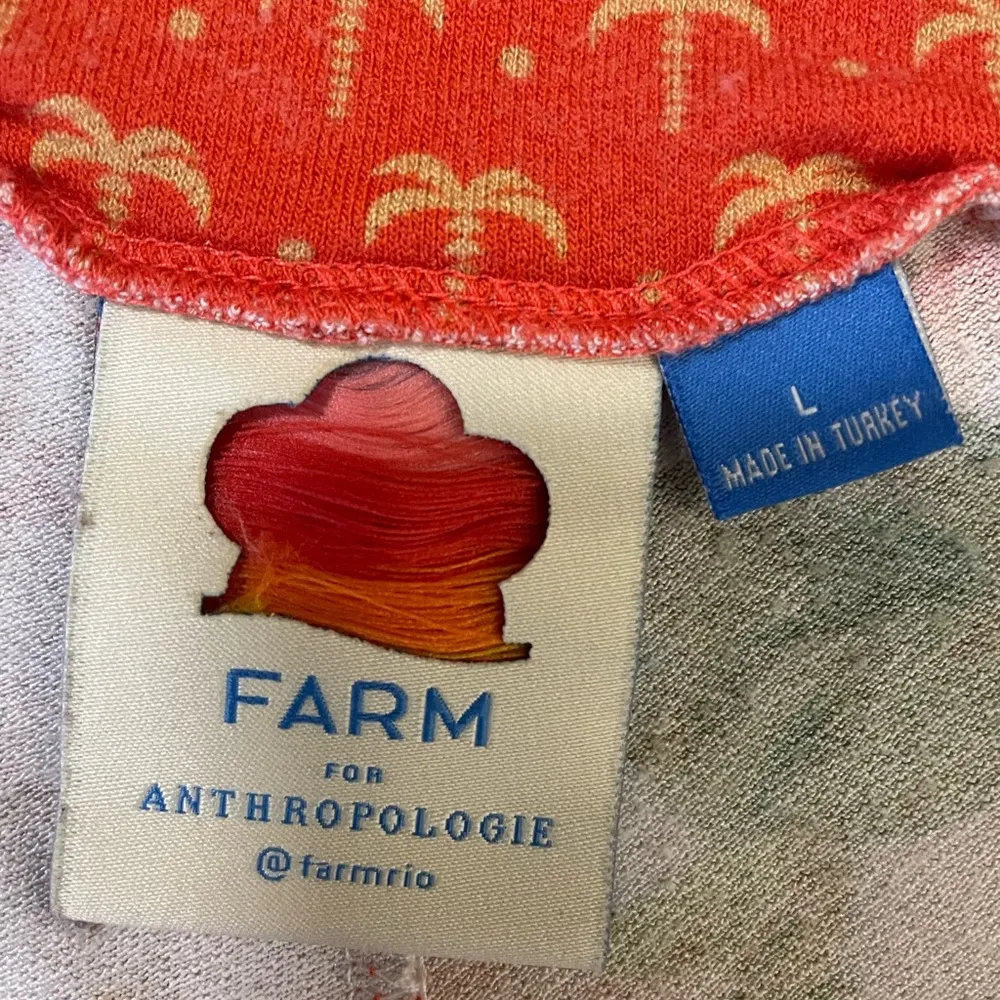 FARM
FOR
ANTHROPOLOGIE
@farmrio
L
MADE IN TURKEY